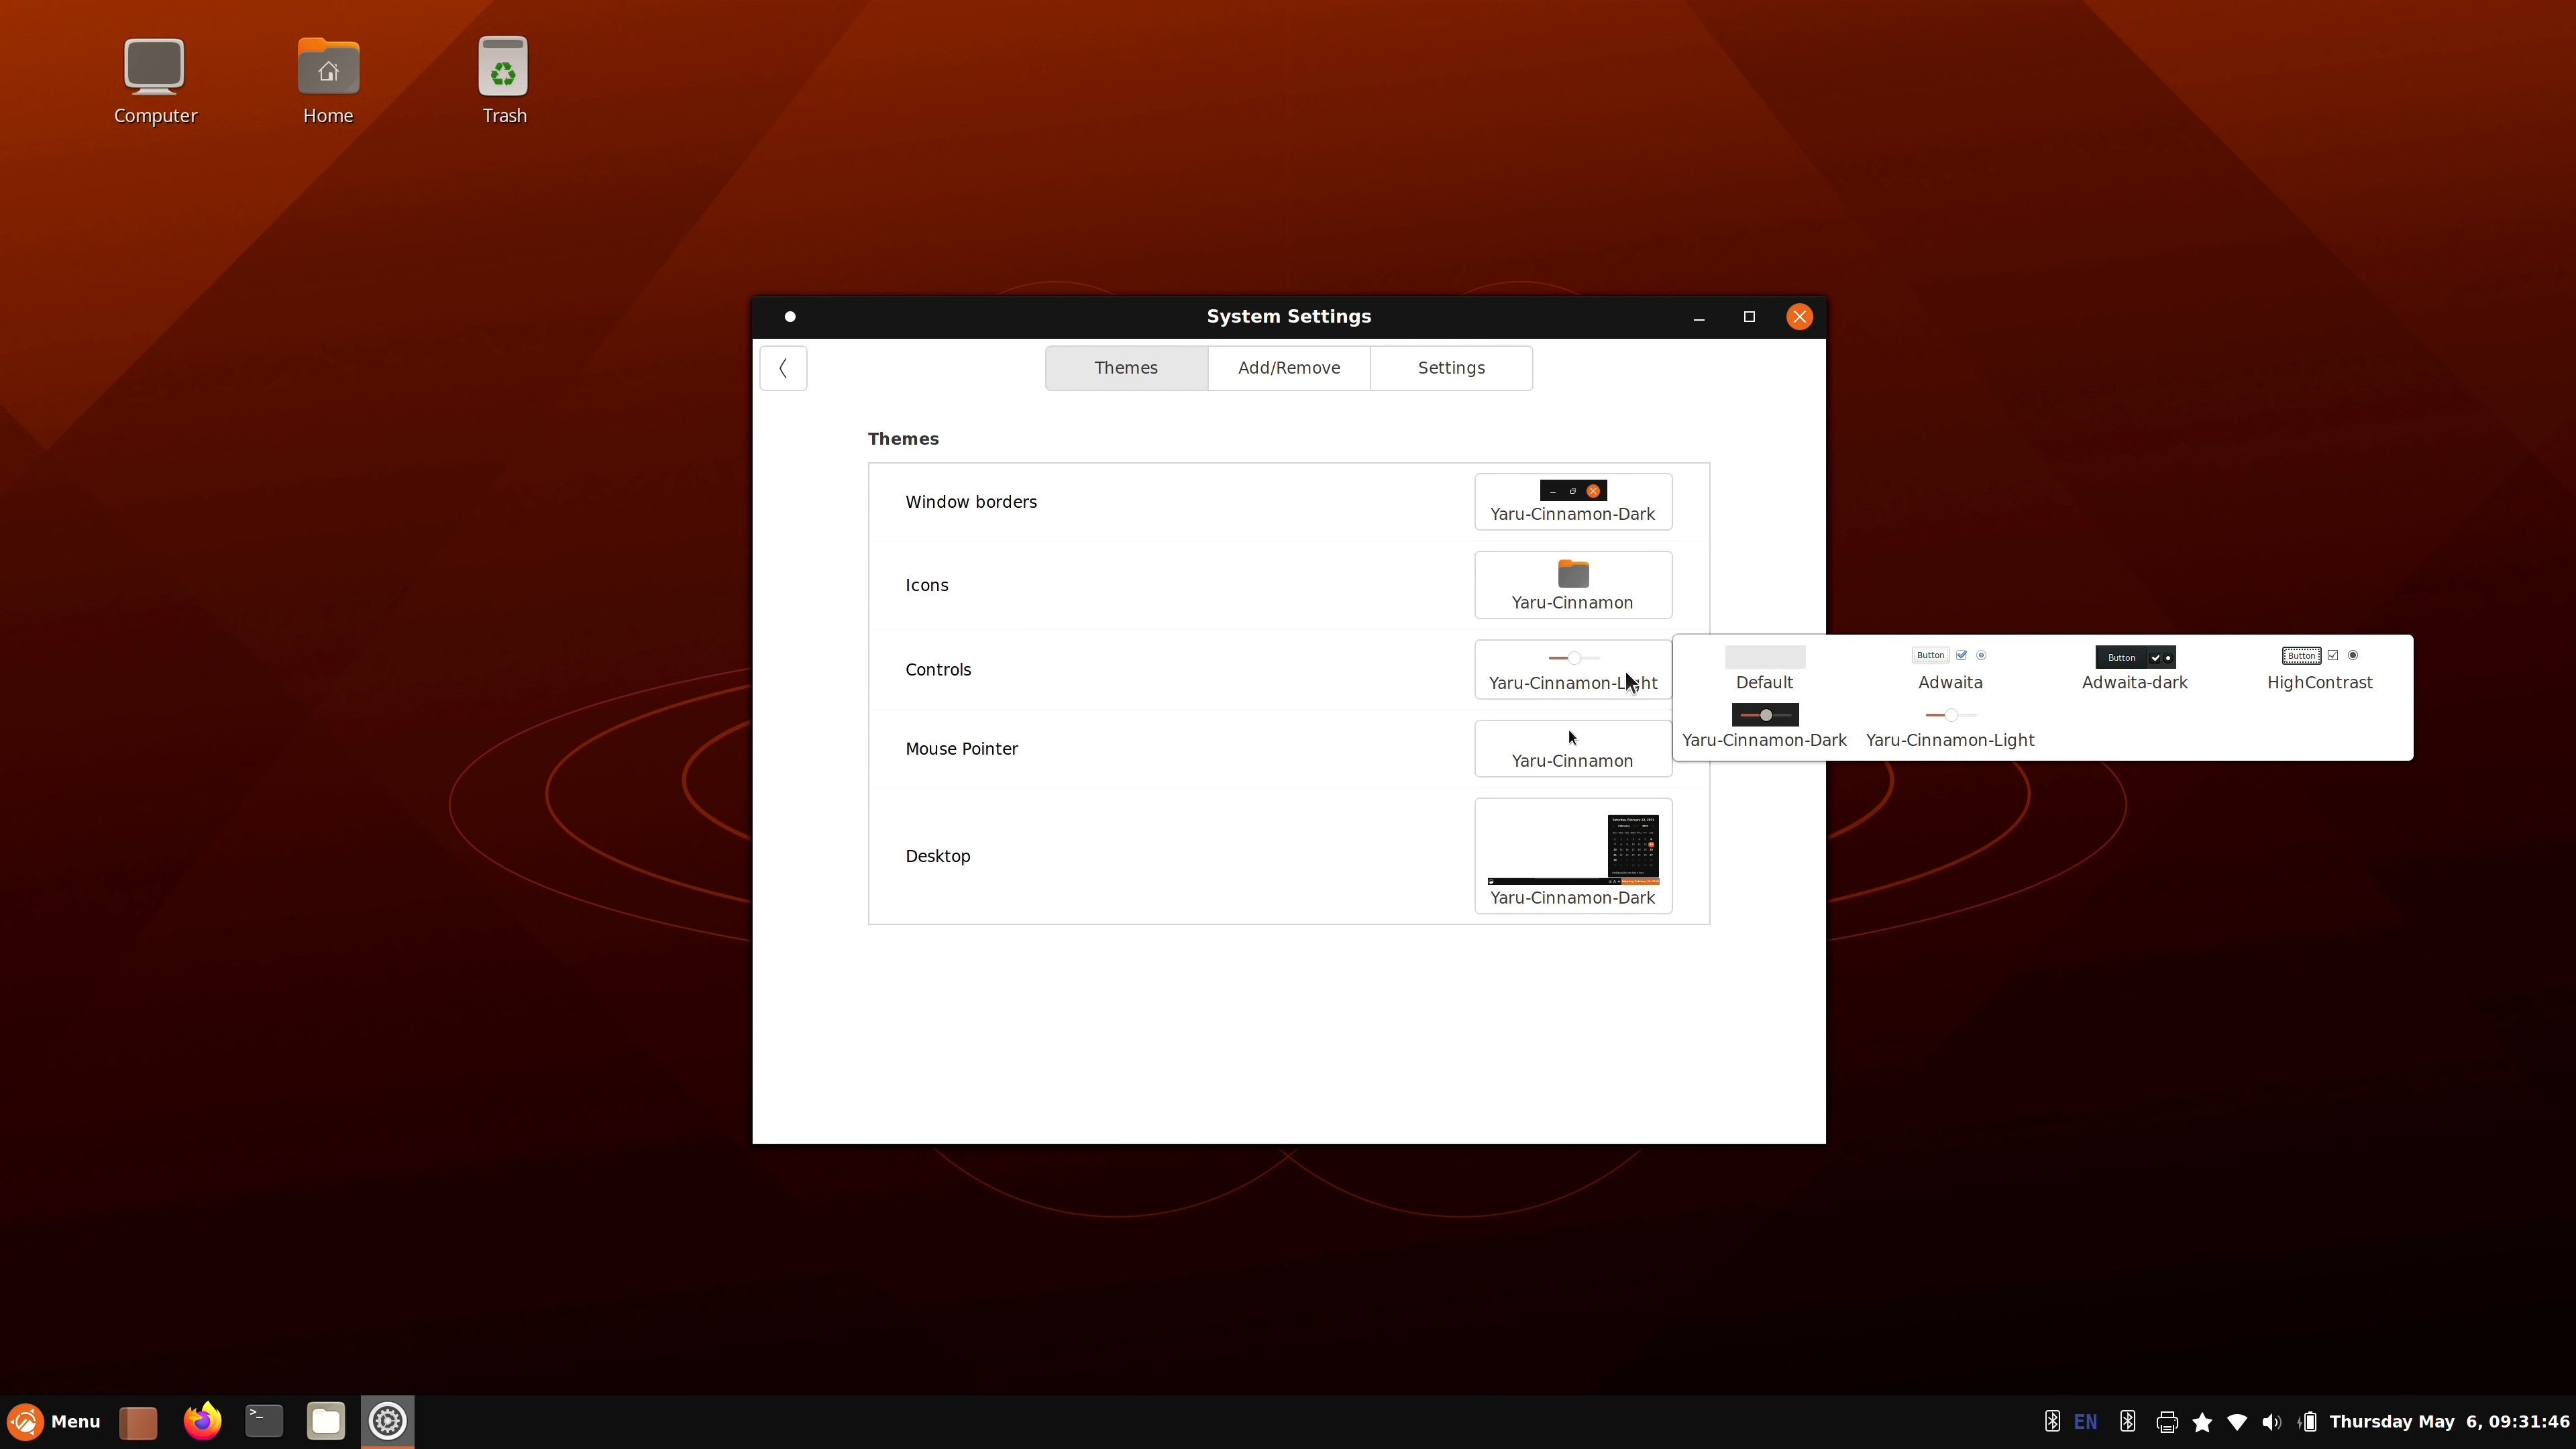 Computer
Home
Trash
System Settings
Themes
Add/Remove
Settings
Themes
Window borders
Yaru-Cinnamon-Dark
Icons
Yaru-Cinnamon
Controls
Yaru-Cinnamon-Light
Button
Button
Button
Default
Adwaita
Adwaita-dark
HighContrast
Yaru-Cinnamon-Dark
Yaru-Cinnamon-Light
Mouse Pointer
Yaru-Cinnamon
Desktop
Yaru-Cinnamon-Dark
Menu
>_
EN
Thursday May 6, 09:31:46